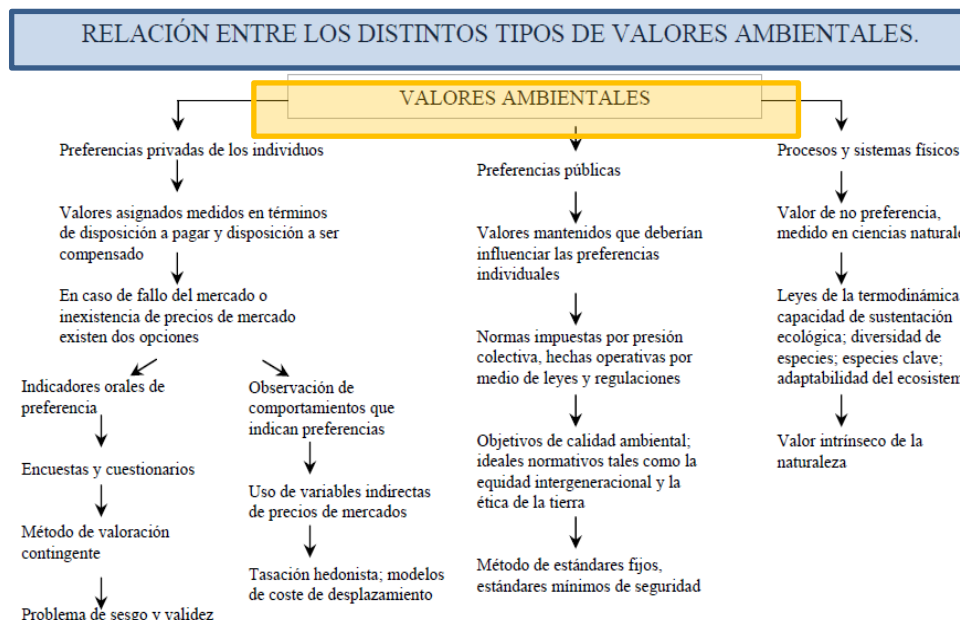 RELACIÓN ENTRE LOS DISTINTOS TIPOS DE VALORES AMBIENTALES.
VALORES AMBIENTALES
Preferencias privadas de los individuos
Valores asignados medidos en términos
de disposición a pagar y disposición a ser
compensado
En caso de fallo del mercado o
inexistencia de precios de mercado
existen dos opciones
Indicadores orales de
preferencia
Encuestas y cuestionarios
Método de valoración
contingente
Problema de sesgo y validez
Observación de
comportamientos que
indican preferencias
Uso de variables indirectas
de precios de mercados
Tasación hedonista; modelos
de coste de desplazamiento
Preferencias públicas
Valores mantenidos que deberían
influenciar las preferencias
individuales
Normas impuestas por presión
colectiva, hechas operativas por
medio de leyes y regulaciones
Objetivos de calidad ambiental;
ideales normativos tales como la
equidad intergeneracional y la
ética de la tierra
Método de estándares fijos,
estándares mínimos de seguridad
Procesos y sistemas físicos
Valor de no preferencia,
medido en ciencias naturale
Leyes de la termodinámica
capacidad de sustentación
ecológica; diversidad de
especies; especies clave;
adaptabilidad del ecosistem
Valor intrínseco de la
naturaleza